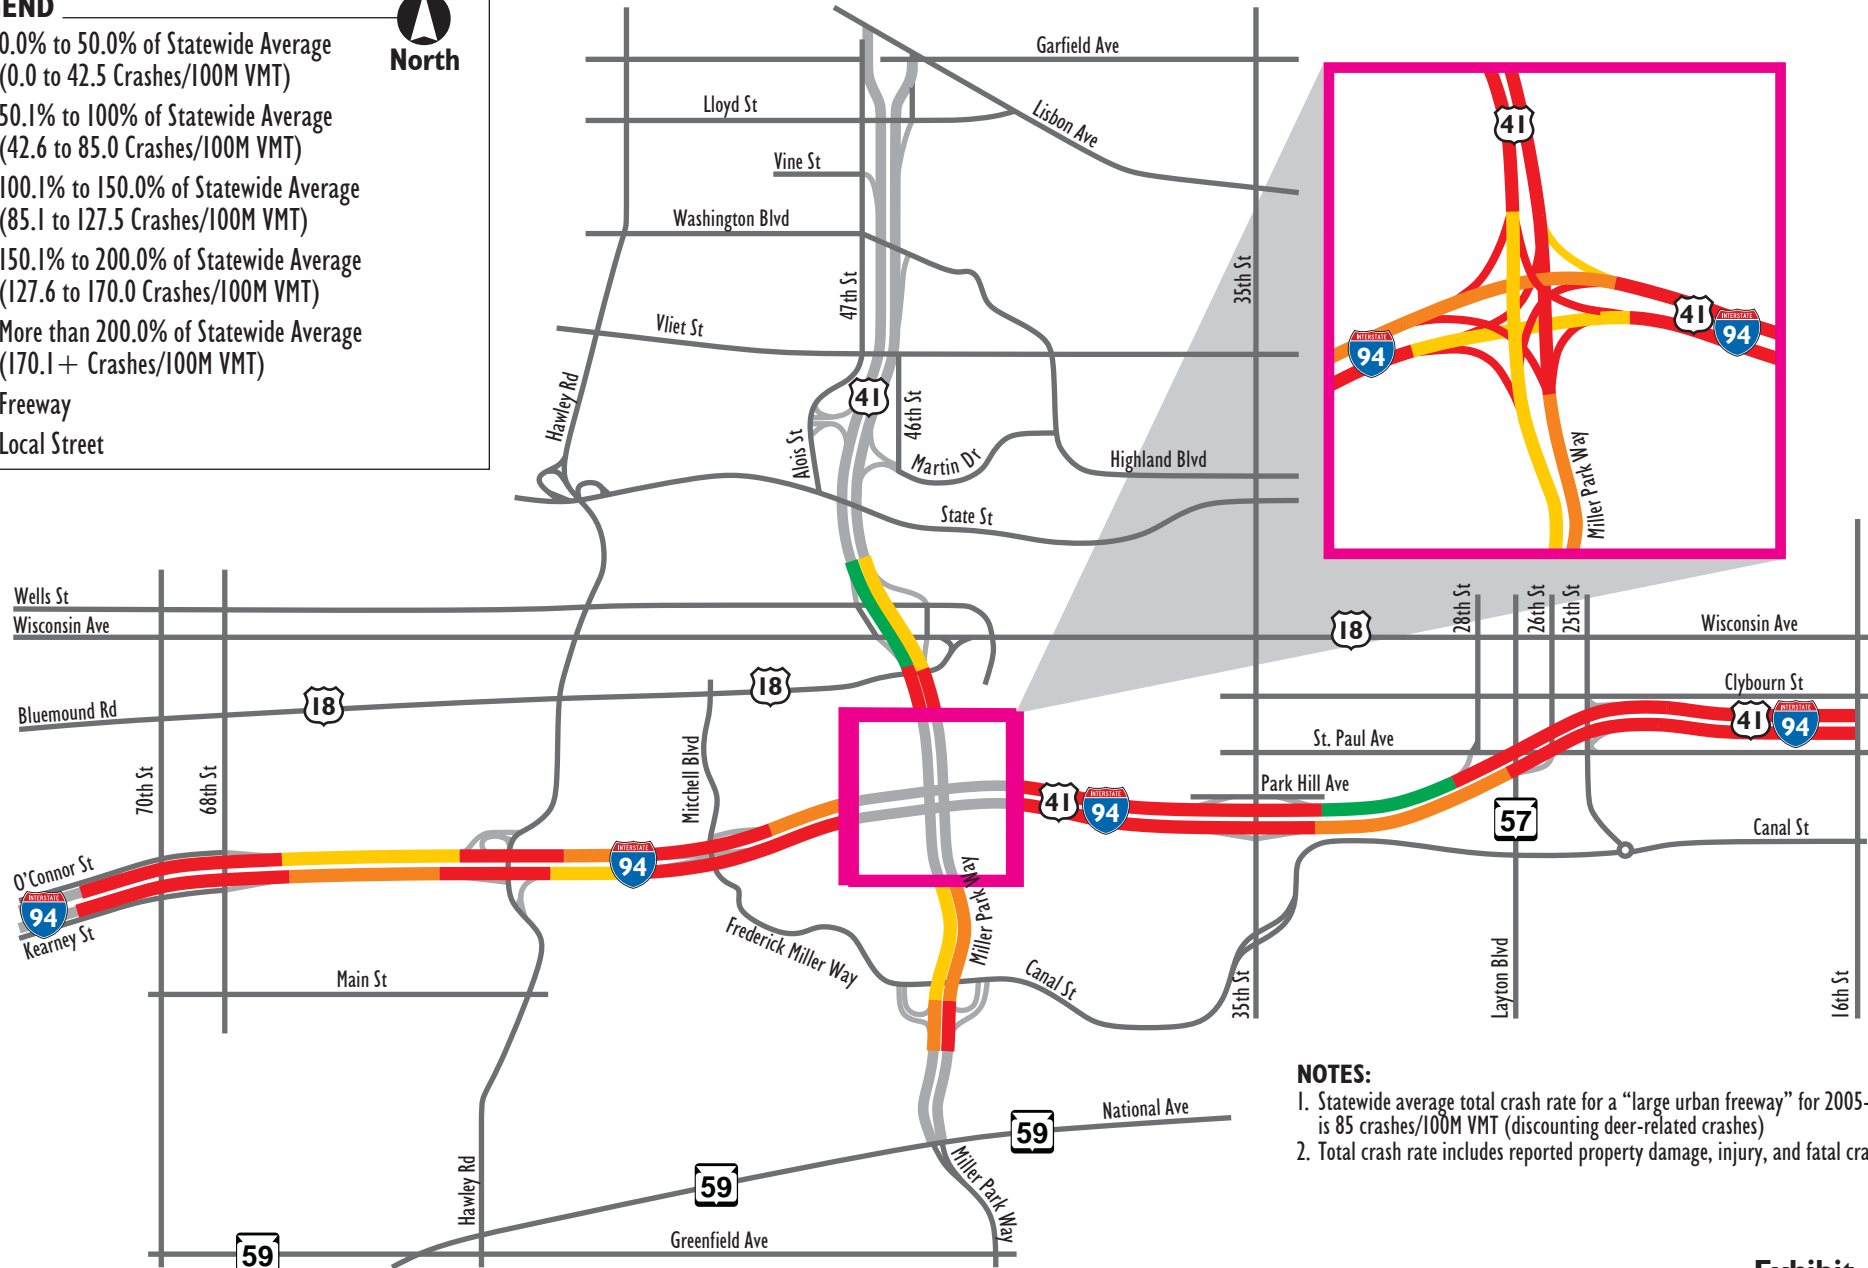 North
0.0% to 50.0% of Statewide Average
(0.0 to 42.5 Crashes/100M VMT)
50.1% to 100% of Statewide Average
(42.6 to 85.0 Crashes/100M VMT)
100.1% to 150.0% of Statewide Average
(85.1 to 127.5 Crashes/100M VMT)
150.1% to 200.0% of Statewide Average
(127.6 to 170.0 Crashes/100M VMT)
More than 200.0% of Statewide Average
(170.1+ Crashes/100M VMT)
Freeway
Local Street
Garfield Ave
Lloyd St
Lisbon Ave
Vine St
Washington Blvd
47th St
35th St
Vliet St
Hawley Rd
41
46th St
Alois St
Martin Dr
Highland Blvd
State St
41
41
INTERSTATE
94
INTERSTATE
94
Miller Park Way
Wells St
Wisconsin Ave
18
28th St
26th St
25th St
Wisconsin Ave
Bluemound Rd
18
18
Clybourn St
41
INTERSTATE
94
St. Paul Ave
Park Hill Ave
70th St
68th St
Mitchell Blvd
41
INTERSTATE
94
57
Canal St
O'Connor St
INTERSTATE
94
Kearney St
INTERSTATE
94
Miller Park Way
Frederick Miller Way
Canal St
Main St
35th St
Layton Blvd
16th St
National Ave
59
59
59
Hawley Rd
Miller Park Way
Greenfield Ave
NOTES:
1. Statewide average total crash rate for a “large urban freeway” for 2005-
is 85 crashes/100M VMT (discounting deer-related crashes)
2. Total crash rate includes reported property damage, injury, and fatal cra